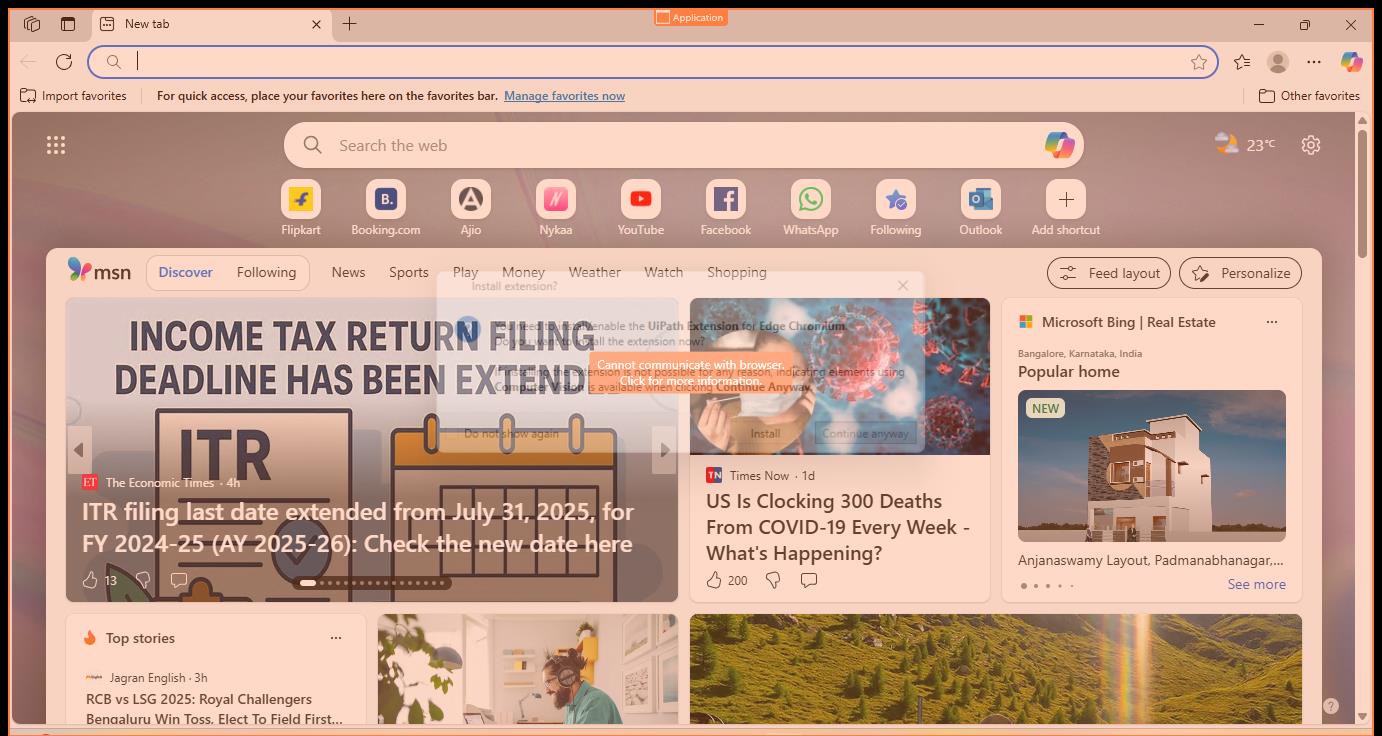 New tab
Application
Import favorites
For quick access, place your favorites here on the favorites bar. Manage favorites now
Other favorites
Search the web
23°C
Flipkart
B.
Booking.com
Ajio
N
Nykaa
YouTube
Facebook
WhatsApp
Following
Outlook
Add shortcut
msn
Discover
Following
News
Sports
Play
Money
Weather
Watch
Shopping
Feed layout
Personalize
Install extension?
You need to install/enable the UiPath Extension for Edge Chromium.
Do you want to install the extension now?
If installing the extension is not possible for any reason, indicating elements using
Computer Vision is available when clicking Continue Anyway.
Do not show again
Install
Continue anyway
Cannot communicate with browser.
Click for more information.
INCOME TAX RETURN FILING
DEADLINE HAS BEEN EXTENDE
ITR
ET The Economic Times · 4h
ITR filing last date extended from July 31, 2025, for
FY 2024-25 (AY 2025-26): Check the new date here
13
TN Times Now · 1d
US Is Clocking 300 Deaths
From COVID-19 Every Week -
What's Happening?
200
Microsoft Bing | Real Estate
Bangalore, Karnataka, India
Popular home
NEW
Anjanaswamy Layout, Padmanabhanagar,...
See more
Top stories
Jagran English · 3h
RCB vs LSG 2025: Royal Challengers
Bengaluru Win Toss, Elect To Field First...
?